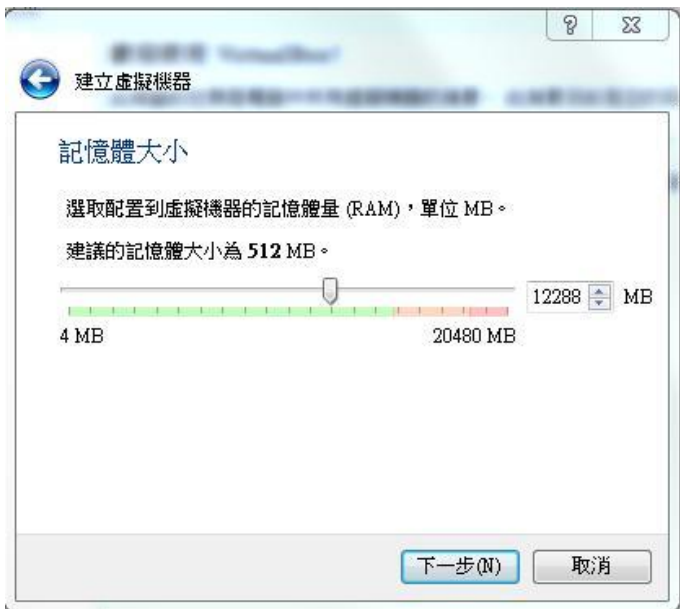 建立虛擬機器
記憶體大小
選取配置到虛擬機器的記憶體量 (RAM)，單位 MB。
建議的記憶體大小為 512 MB。
12288 MB
4 MB 20480 MB
下一步(N) 取消